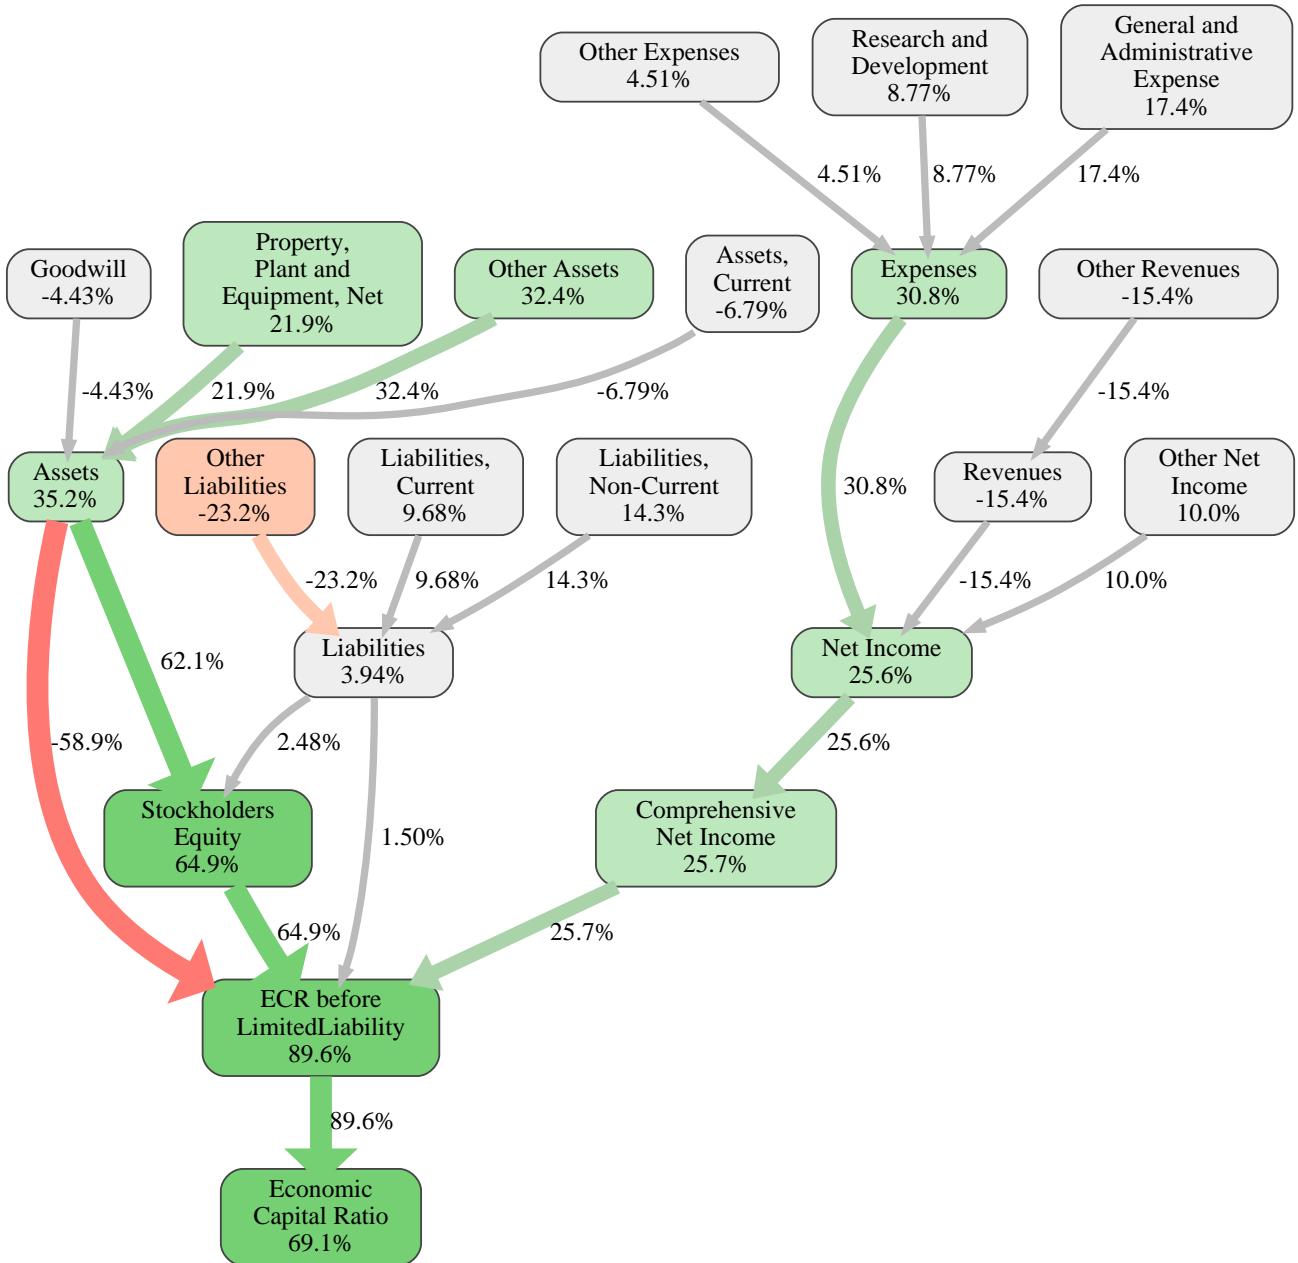 Other Expenses
4.51%
Research and
Development
8.77%
General and
Administrative
Expense
17.4%
4.51%
8.77%
17.4%
Goodwill
-4.43%
Property,
Plant and
Equipment, Net
21.9%
Other Assets
32.4%
Assets,
Current
-6.79%
Expenses
30.8%
Other Revenues
-15.4%
-4.43%
21.9%
32.4%
-6.79%
-15.4%
Assets
35.2%
Other
Liabilities
-23.2%
Liabilities,
Current
9.68%
Liabilities,
Non-Current
14.3%
30.8%
Revenues
-15.4%
Other Net
Income
10.0%
-23.2%
9.68%
14.3%
-15.4%
10.0%
62.1%
Liabilities
3.94%
Net Income
25.6%
-58.9%
2.48%
25.6%
Stockholders
Equity
64.9%
1.50%
Comprehensive
Net Income
25.7%
64.9%
25.7%
ECR before
LimitedLiability
89.6%
89.6%
Economic
Capital Ratio
69.1%